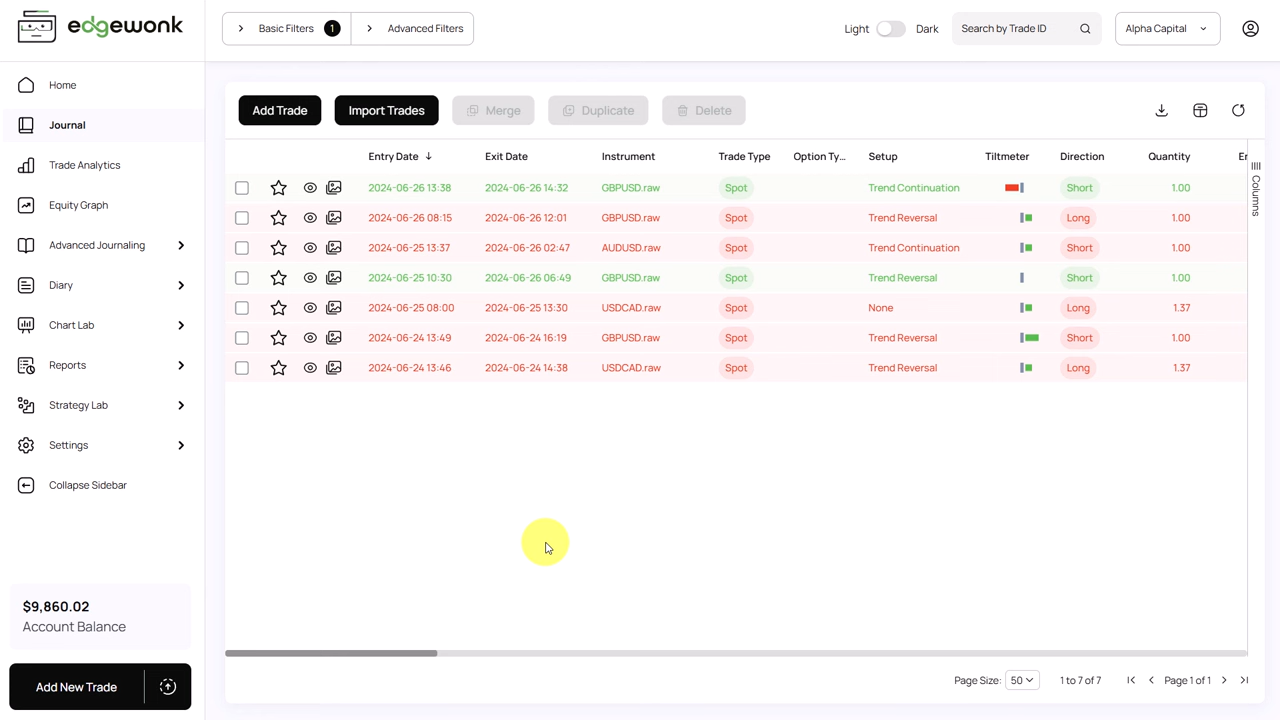 edgewonk
Basic Filters 1 Advanced Filters Light Dark Search by Trade ID Alpha Capital
Home
Journal
Trade Analytics
Equity Graph
Advanced Journaling
Diary
Chart Lab
Reports
Strategy Lab
Settings
Collapse Sidebar
$9,860.02
Account Balance
Add New Trade
Add Trade Import Trades Merge Duplicate Delete
Entry Date Exit Date Instrument Trade Type Option Ty... Setup Tiltmeter Direction Quantity
2024-06-26 13:38 2024-06-26 14:32 GBPUSD.raw Spot Trend Continuation Short 1.00
2024-06-26 08:15 2024-06-26 12:01 GBPUSD.raw Spot Trend Reversal Long 1.00
2024-06-25 13:37 2024-06-26 02:47 AUDUSD.raw Spot Trend Continuation Short 1.00
2024-06-25 10:30 2024-06-26 06:49 GBPUSD.raw Spot Trend Reversal Short 1.00
2024-06-25 08:00 2024-06-25 13:30 USDCAD.raw Spot None Long 1.37
2024-06-24 13:49 2024-06-24 16:19 GBPUSD.raw Spot Trend Reversal Short 1.00
2024-06-24 13:46 2024-06-24 14:38 USDCAD.raw Spot Trend Reversal Long 1.37
Columns
Page Size: 50 1 to 7 of 7 Page 1 of 1